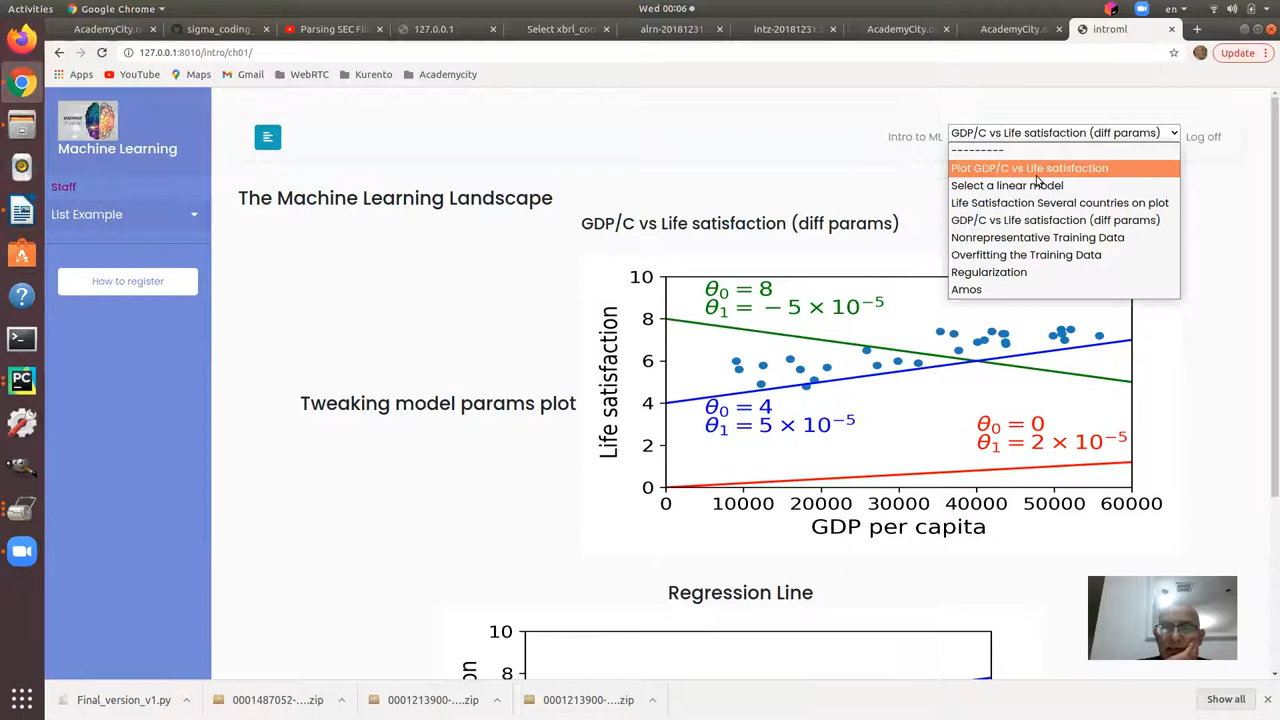 Activities
Google Chrome
Wed 00:06
en
AcademyCity.
sigma_coding_
Parsing SEC Fil
127.0.0.1
Select xbrl_com
alrn-20181231
intz-20181231.
AcademyCity.o
AcademyCity.
introml
127.0.0.1:8010/intro/ch01/
Update
Apps
YouTube
Maps
Gmail
WebRTC
Kurento
Academycity
Machine Learning
Staff
List Example
How to register
Intro to ML
GDP/C vs Life satisfaction (diff params)
Log off
---------
Plot GDP/C vs Life satisfaction
Select a linear model
Life Satisfaction Several countries on plot
GDP/C vs Life satisfaction (diff params)
Nonrepresentative Training Data
Overfitting the Training Data
Regularization
Amos
The Machine Learning Landscape
GDP/C vs Life satisfaction (diff params)
Tweaking model params plot
Life satisfaction
10
8
6
4
2
0
θ0 = 8
θ1 = − 5 × 10^-5
θ0 = 4
θ1 = 5 × 10^-5
θ0 = 0
θ1 = 2 × 10^-5
0 10000 20000 30000 40000 50000 60000
GDP per capita
Regression Line
10
8
on
Final_version_v1.py
0001487052-....zip
0001213900-....zip
0001213900-....zip
Show all